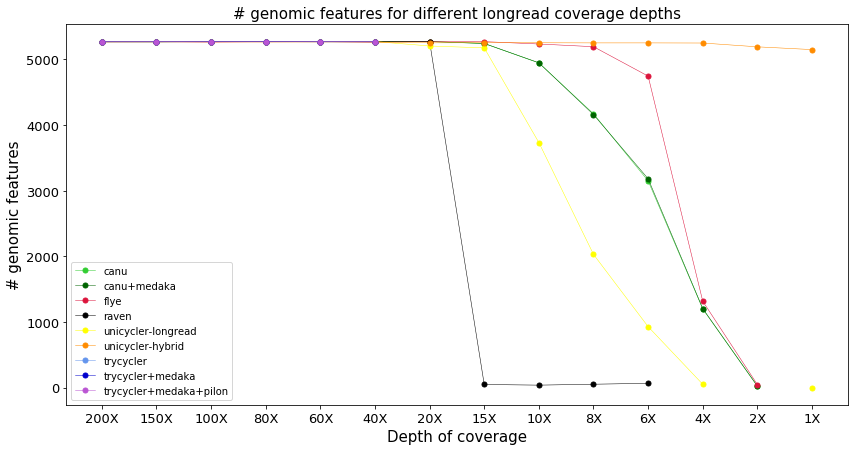 # genomic features for different longread coverage depths
# genomic features
5000
4000
3000
2000
1000
0
canu
canu+medaka
flye
raven
unicycler-longread
unicycler-hybrid
trycycler
trycycler+medaka
trycycler+medaka+pilon
200X 150X 100X 80X 60X 40X 20X 15X 10X 8X 6X 4X 2X 1X
Depth of coverage